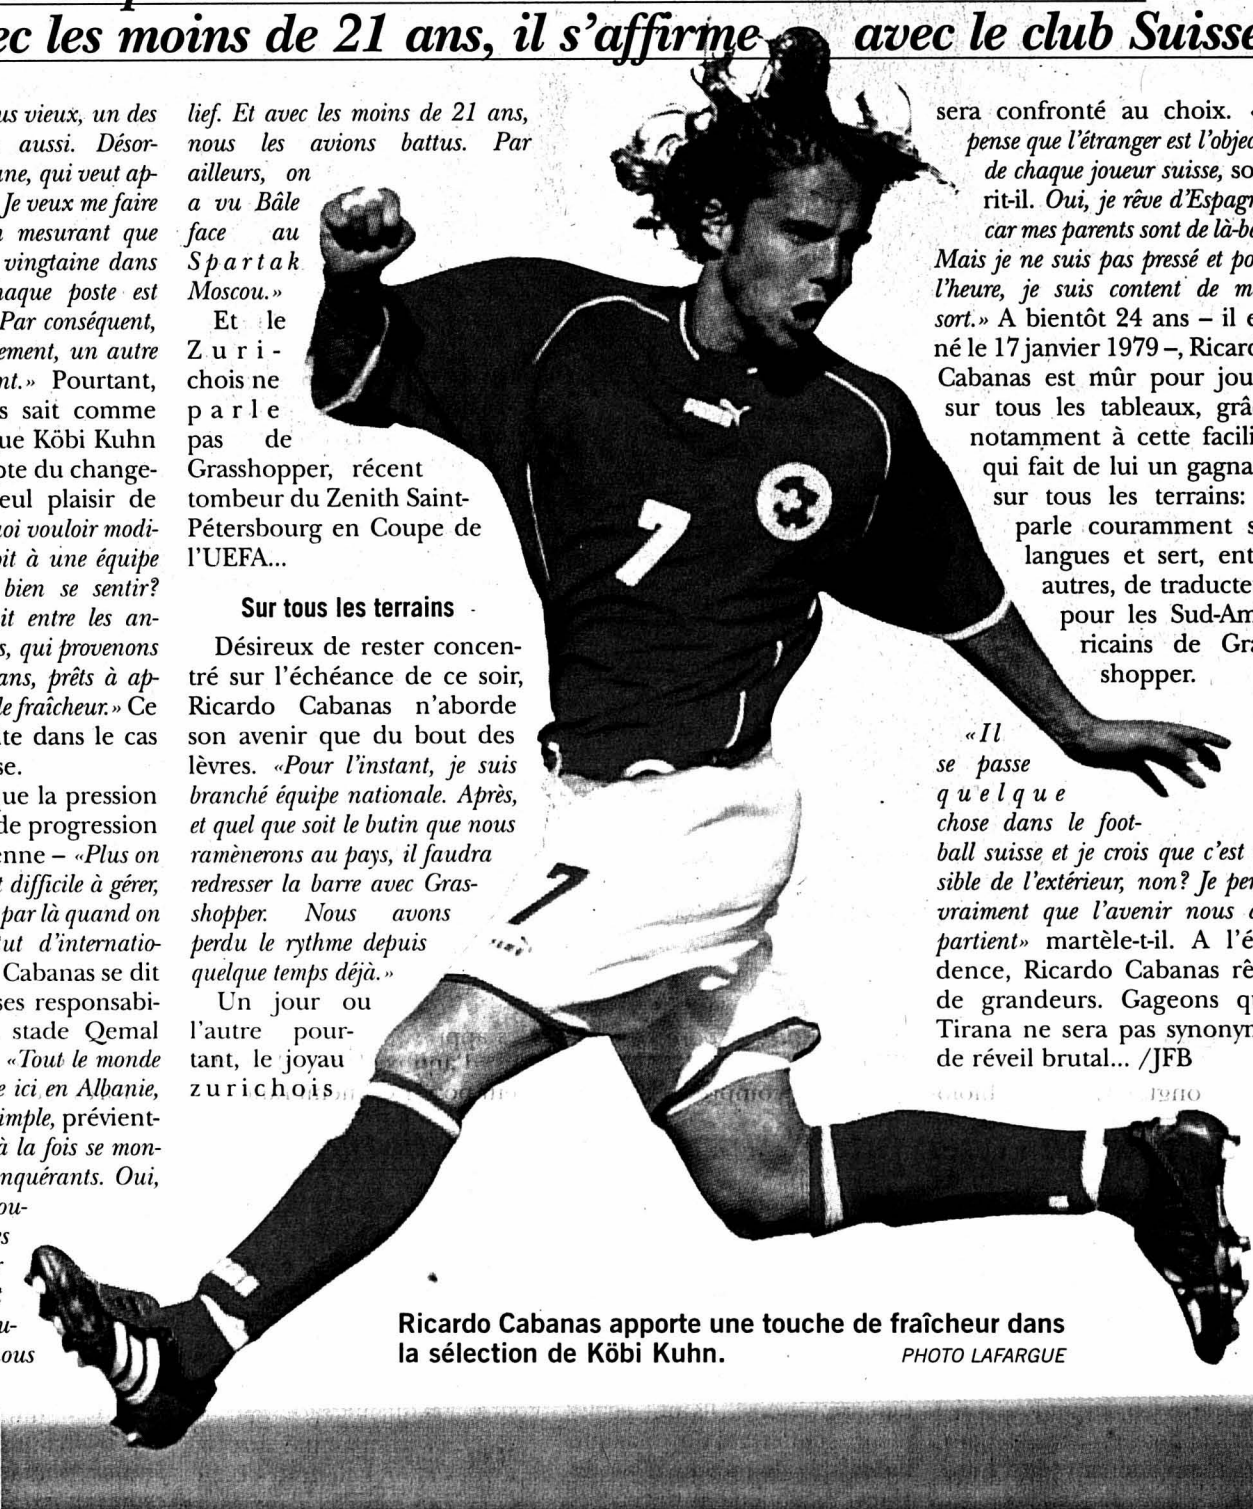 ec les moins de 21 ans, il s'affirme avec le club Suisse
us vieux, un des
aussi. Désor-
ne, qui veut ap-
Je veux me faire
mesurant que
vingtaine dans
haque poste est
Par conséquent,
ement, un autre
nt.» Pourtant,
s sait comme
ue Köbi Kuhn
ote du change-
eul plaisir de
oi vouloir modi-
oit à une équipe
bien se sentir?
it entre les an-
s, qui provenons
ans, prêts à ap-
le fraîcheur.» Ce
te dans le cas
se.
ue la pression
de progression
enne – «Plus on
t difficile à gérer,
par là quand on
ut d'internatio-
Cabanas se dit
ses responsabi-
stade Qemal
«Tout le monde
e ici en Albanie,
imple, prévient-
à la fois se mon-
nquérants. Oui,
ou-
s
r
u-
ous
lief. Et avec les moins de 21 ans,
nous les avions battus. Par
ailleurs, on
a vu Bâle
face au
Spartak
Moscou.»
Et le
Zuri-
chois ne
parle
pas de
Grasshopper, récent
tombeur du Zenith Saint-
Pétersbourg en Coupe de
l'UEFA...
Sur tous les terrains
Désireux de rester concen-
tré sur l'échéance de ce soir,
Ricardo Cabanas n'aborde
son avenir que du bout des
lèvres. «Pour l'instant, je suis
branché équipe nationale. Après,
et quel que soit le butin que nous
ramènerons au pays, il faudra
redresser la barre avec Gras-
shopper. Nous avons
perdu le rythme depuis
quelque temps déjà.»
Un jour ou
l'autre pour-
tant, le joyau
zurichois
sera confronté au choix. «
pense que l'étranger est l'objec
de chaque joueur suisse, so
rit-il. Oui, je rêve d'Espagn
car mes parents sont de là-ba
Mais je ne suis pas pressé et po
l'heure, je suis content de m
sort.» A bientôt 24 ans – il e
né le 17 janvier 1979 –, Ricard
Cabanas est mûr pour jou
sur tous les tableaux, grâ
notamment à cette facili
qui fait de lui un gagna
sur tous les terrains:
parle couramment s
langues et sert, ent
autres, de traducte
pour les Sud-Am
ricains de Gra
shopper.
«Il
se passe
quelque
chose dans le foot-
ball suisse et je crois que c'est
sible de l'extérieur, non? Je pen
vraiment que l'avenir nous a
partient» martèle-t-il. A l'é
dence, Ricardo Cabanas rê
de grandeurs. Gageons qu
Tirana ne sera pas synonym
de réveil brutal... /JFB
7
7
Ricardo Cabanas apporte une touche de fraîcheur dans
la sélection de Köbi Kuhn. PHOTO LAFARGUE